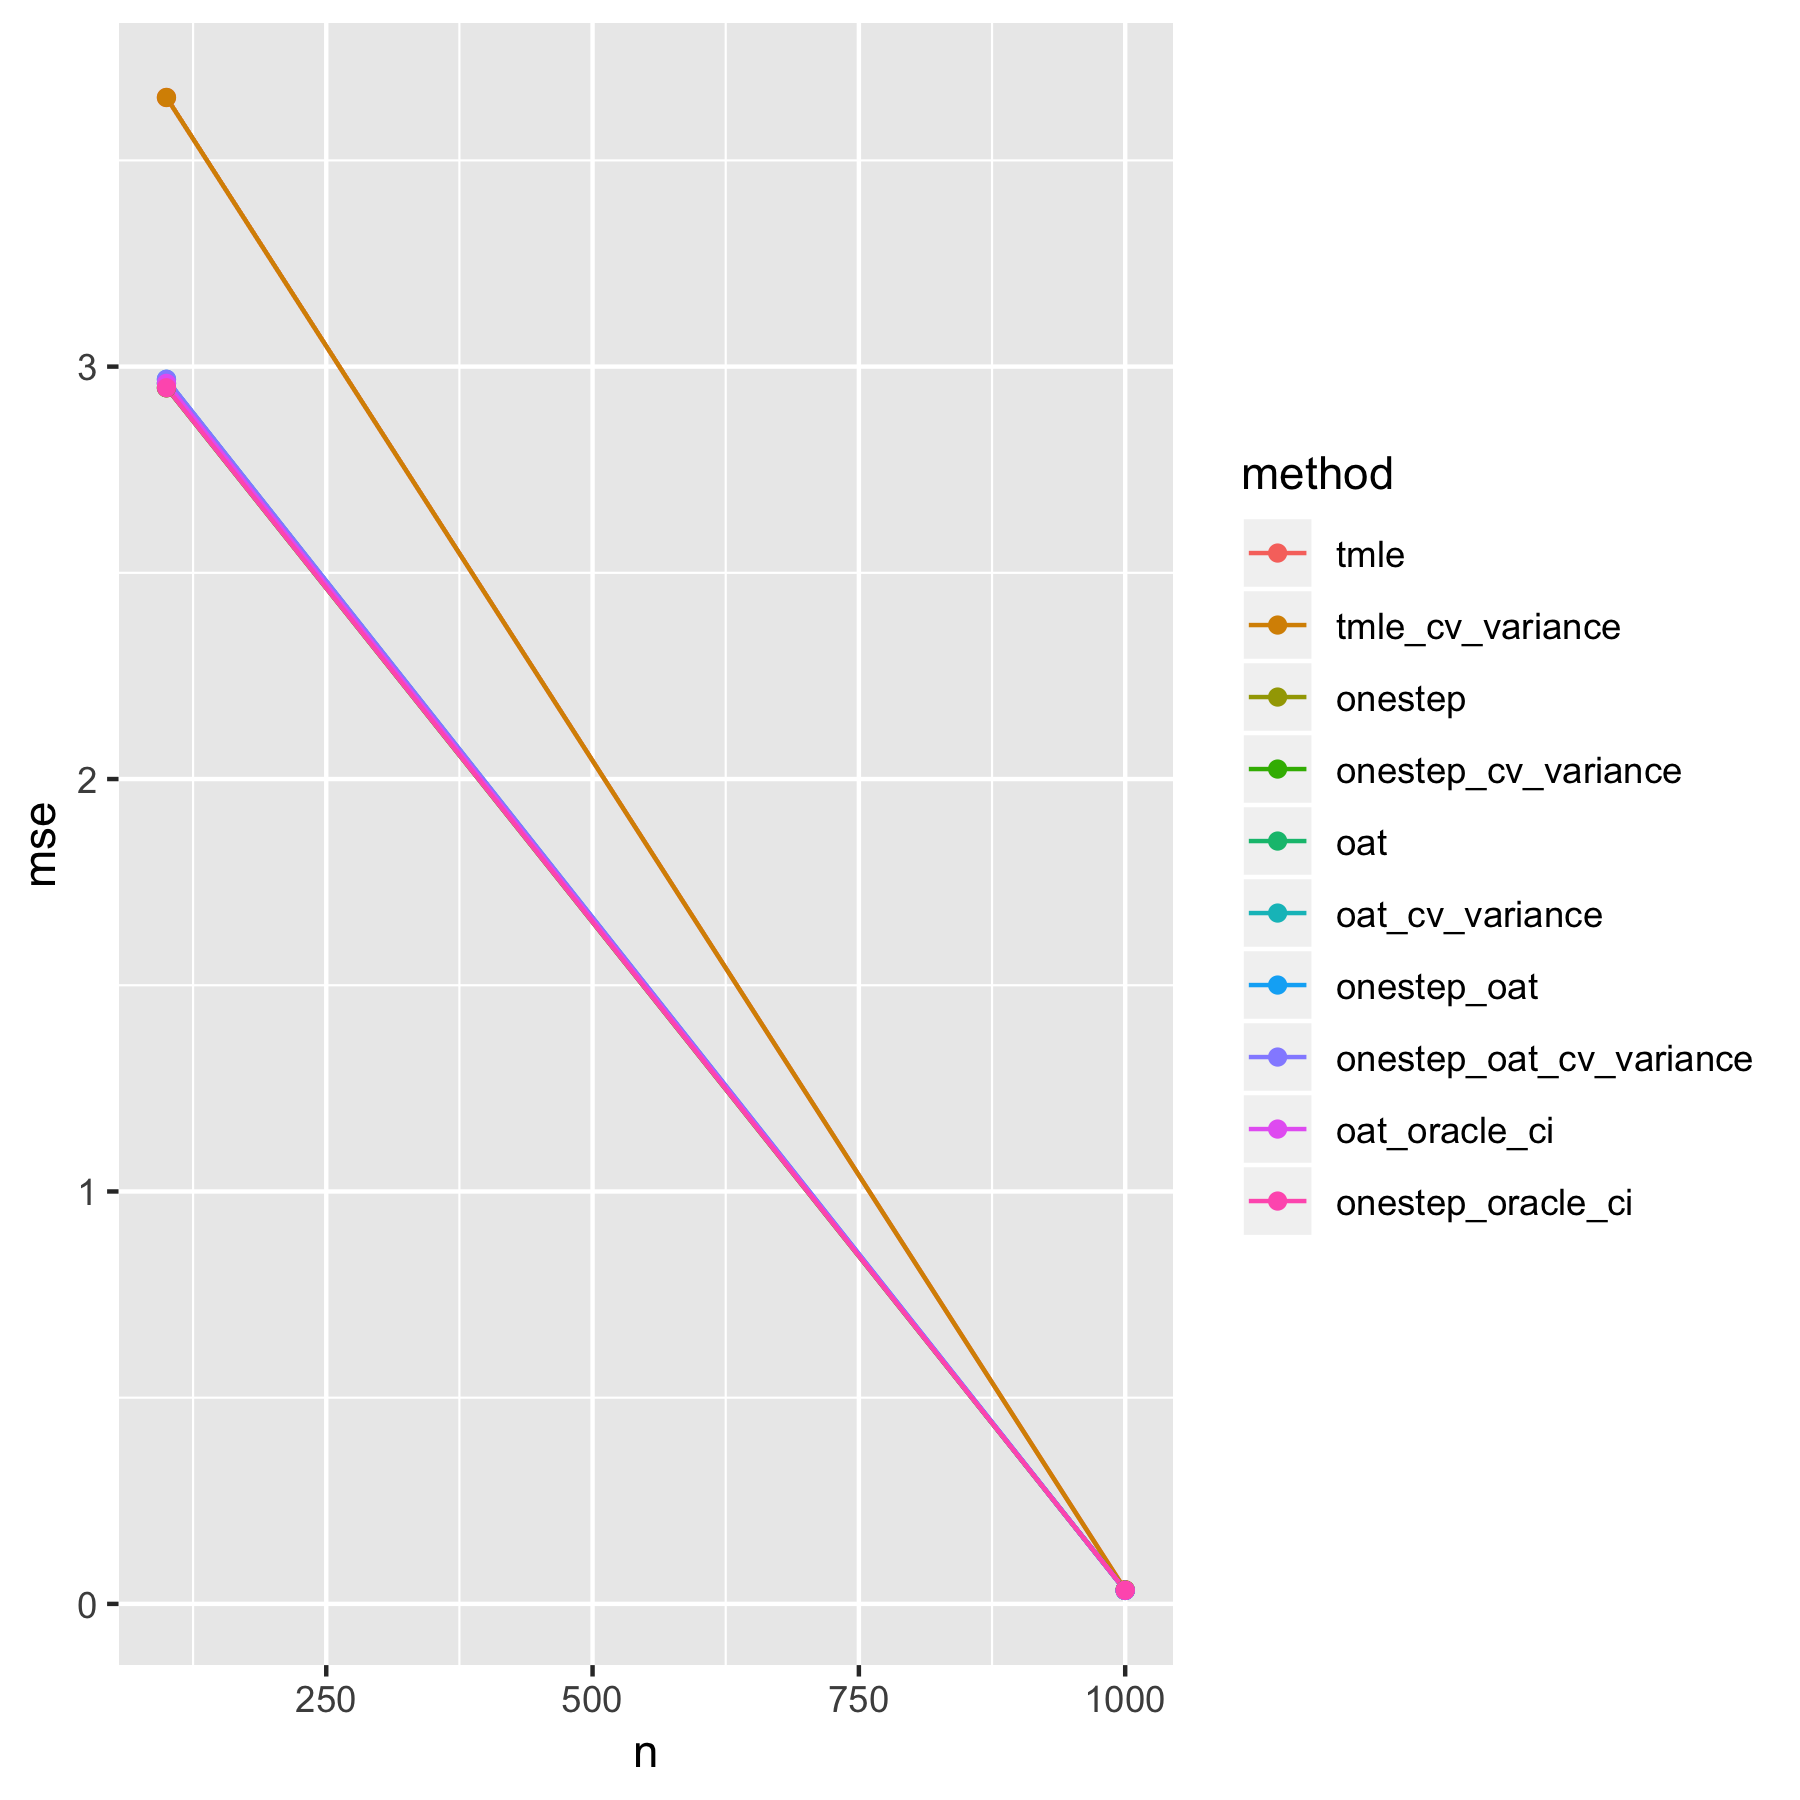 mse
3
2
1
0
250 500 750 1000
n
method
tmle
tmle_cv_variance
onestep
onestep_cv_variance
oat
oat_cv_variance
onestep_oat
onestep_oat_cv_variance
oat_oracle_ci
onestep_oracle_ci